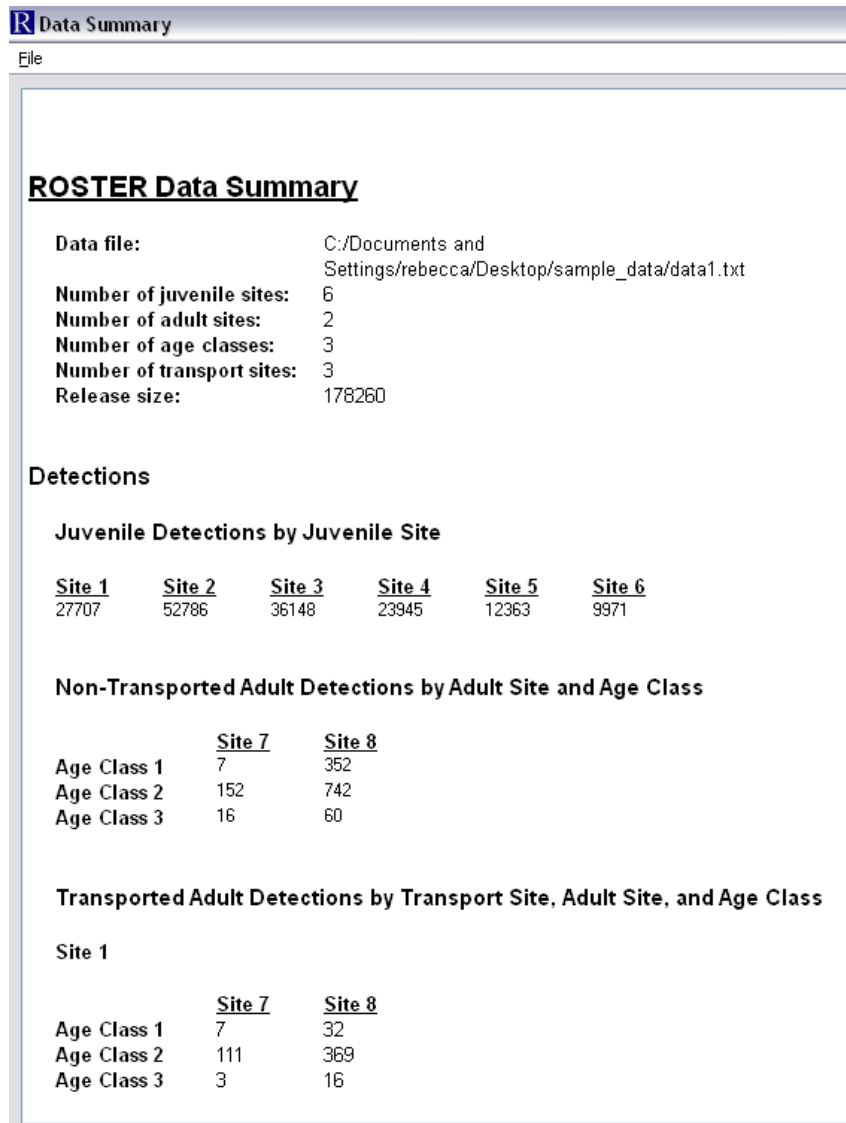 R Data Summary
File
ROSTER Data Summary
Data file: C:/Documents and
Settings/rebecca/Desktop/sample_data/data1.txt
Number of juvenile sites: 6
Number of adult sites: 2
Number of age classes: 3
Number of transport sites: 3
Release size: 178260
Detections
Juvenile Detections by Juvenile Site
Site 1 Site 2 Site 3 Site 4 Site 5 Site 6
27707 52786 36148 23945 12363 9971
Non-Transported Adult Detections by Adult Site and Age Class
Site 7 Site 8
Age Class 1 7 352
Age Class 2 152 742
Age Class 3 16 60
Transported Adult Detections by Transport Site, Adult Site, and Age Class
Site 1
Site 7 Site 8
Age Class 1 7 32
Age Class 2 111 369
Age Class 3 3 16